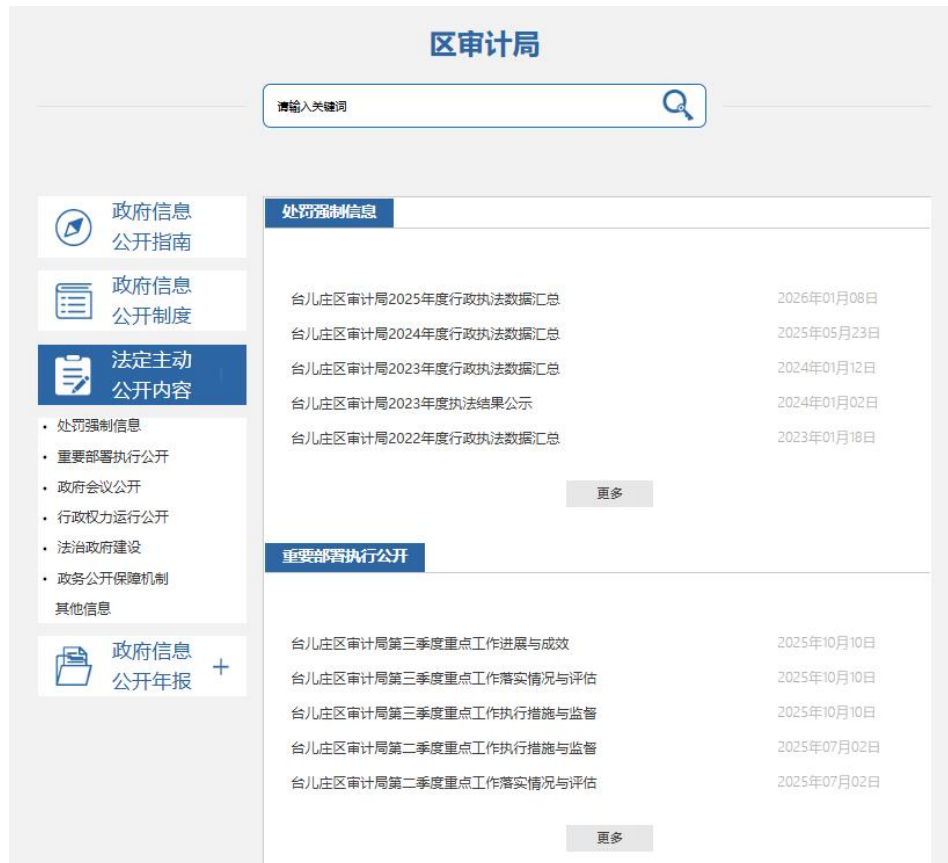 区审计局
请输入关键词
政府信息
公开指南
政府信息
公开制度
法定主动
公开内容
• 处罚强制信息
• 重要部署执行公开
• 政府会议公开
• 行政权力运行公开
• 法治政府建设
• 政务公开保障机制
其他信息
政府信息
公开年报 +
处罚强制信息
台儿庄区审计局2025年度行政执法数据汇总 2026年01月08日
台儿庄区审计局2024年度行政执法数据汇总 2025年05月23日
台儿庄区审计局2023年度行政执法数据汇总 2024年01月12日
台儿庄区审计局2023年度执法结果公示 2024年01月02日
台儿庄区审计局2022年度行政执法数据汇总 2023年01月18日
更多
重要部署执行公开
台儿庄区审计局第三季度重点工作进展与成效 2025年10月10日
台儿庄区审计局第三季度重点工作落实情况与评估 2025年10月10日
台儿庄区审计局第三季度重点工作执行措施与监督 2025年10月10日
台儿庄区审计局第二季度重点工作执行措施与监督 2025年07月02日
台儿庄区审计局第二季度重点工作落实情况与评估 2025年07月02日
更多